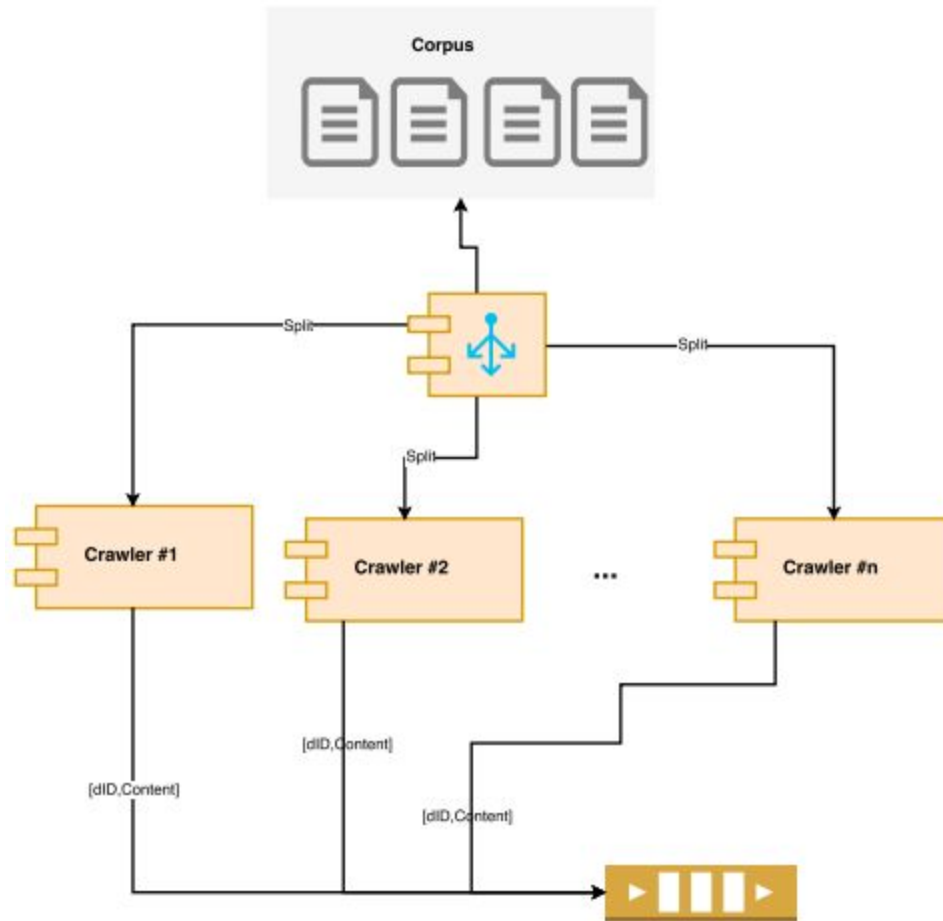 Corpus
Split
Split
Split
Crawler #1
Crawler #2
...
Crawler #n
[dID,Content]
[dID,Content]
[dID,Content]